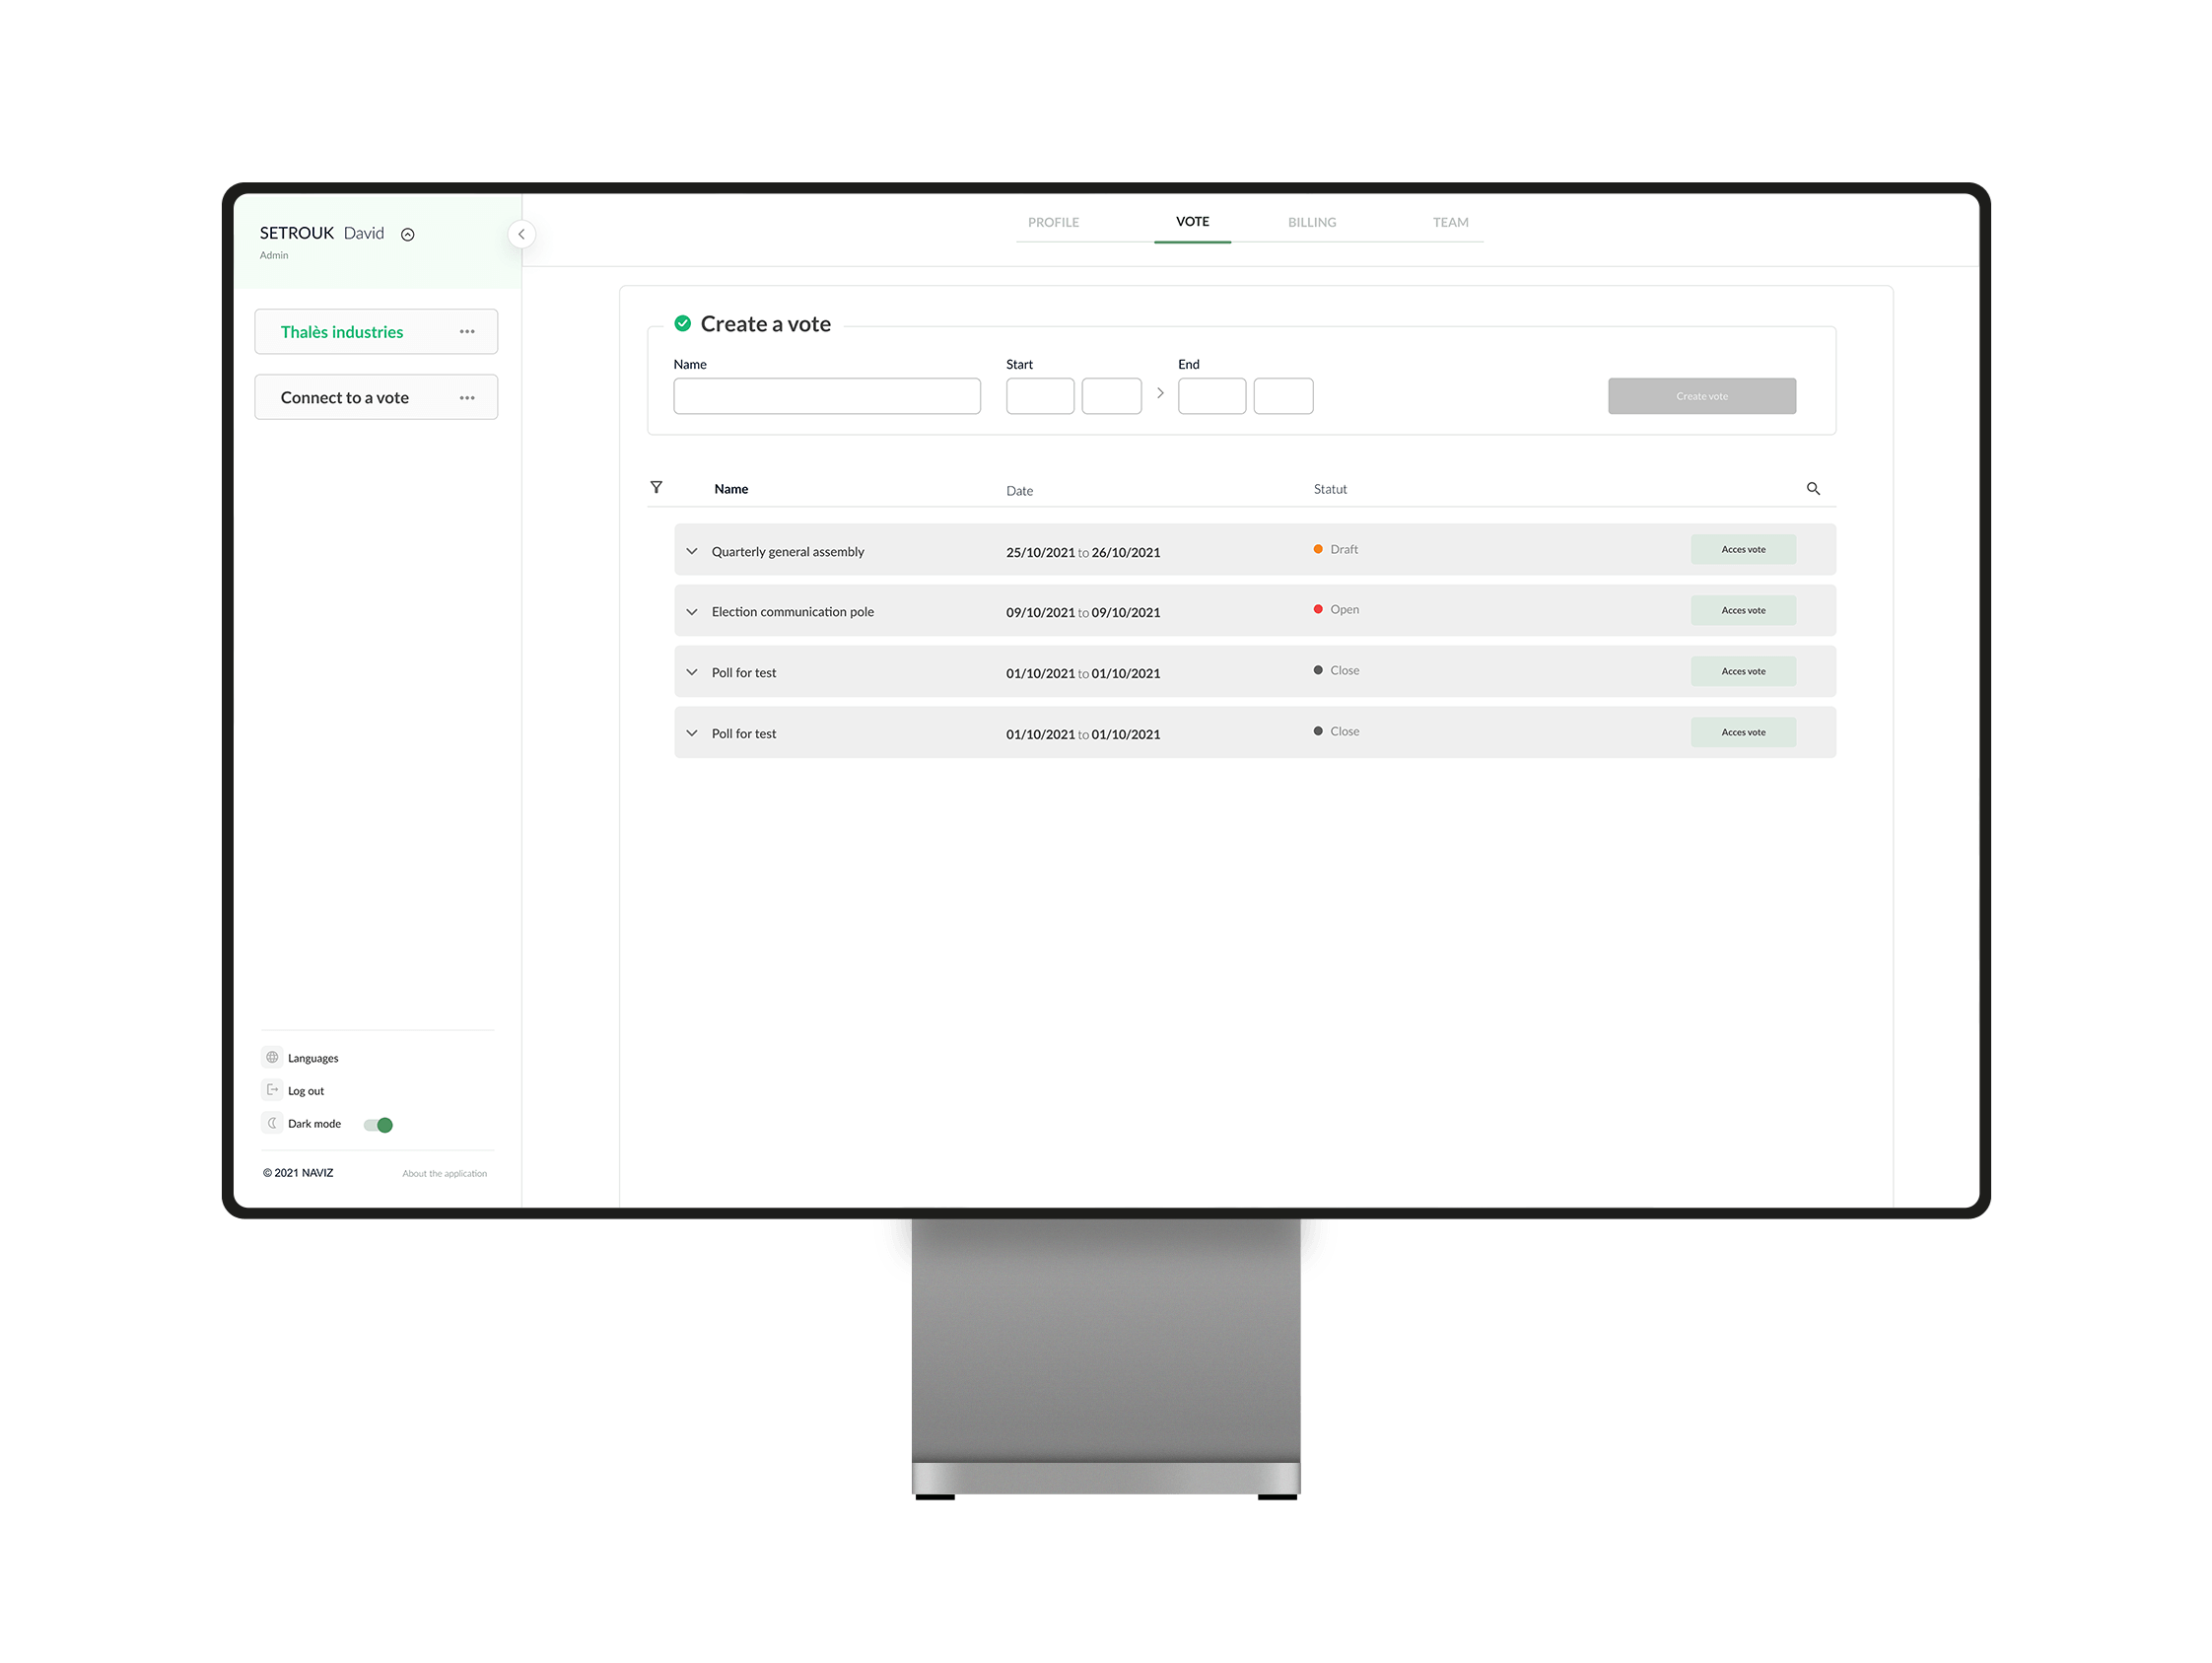 SETROUK David
Admin
PROFILE VOTE BILLING TEAM
Thalès industries
Connect to a vote
Create a vote
Name Start End
Create vote
Name Date Statut
Quarterly general assembly 25/10/2021 to 26/10/2021 Draft Acces vote
Election communication pole 09/10/2021 to 09/10/2021 Open Acces vote
Poll for test 01/10/2021 to 01/10/2021 Close Acces vote
Poll for test 01/10/2021 to 01/10/2021 Close Acces vote
Languages
Log out
Dark mode
© 2021 NAVIZ About the application